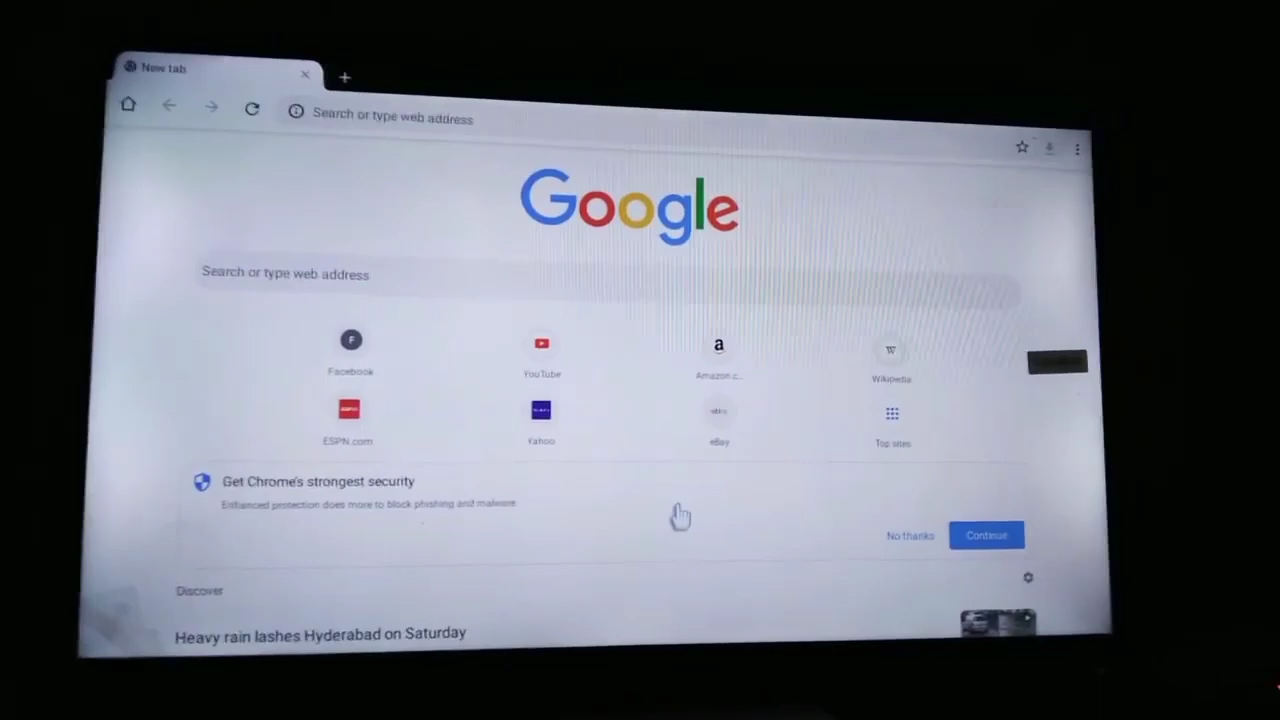 New tab
Search or type web address
Google
Search or type web address
F
a
W
Facebook
YouTube
Amazon c...
Wikipedia
ESPN
ESPN.com
Yahoo
eBay
Top sites
Get Chrome's strongest security
Enhanced protection does more to block phishing and malware
No thanks
Continue
Discover
Heavy rain lashes Hyderabad on Saturday